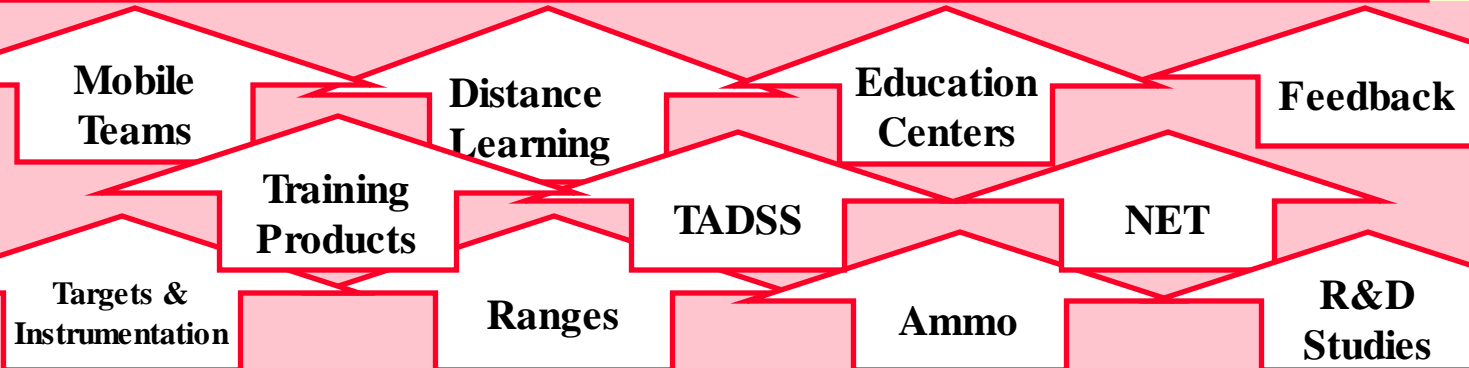 Mobile
Teams
Distance
Learning
Education
Centers
Feedback
Training
Products
TADSS
NET
Targets &
Instrumentation
Ranges
Ammo
R&D
Studies